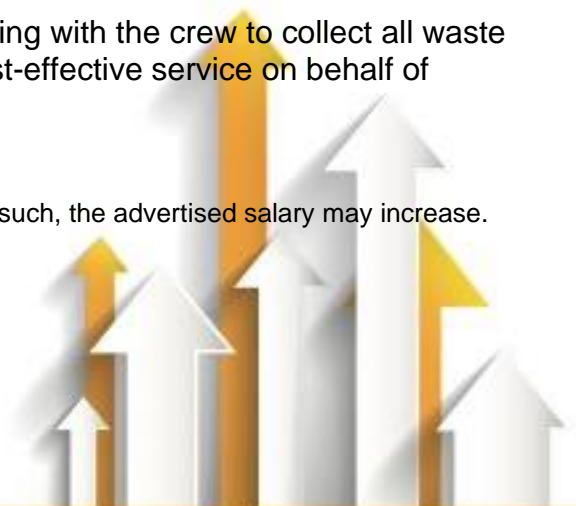 ing with the crew to collect all waste
st-effective service on behalf of
such, the advertised salary may increase.